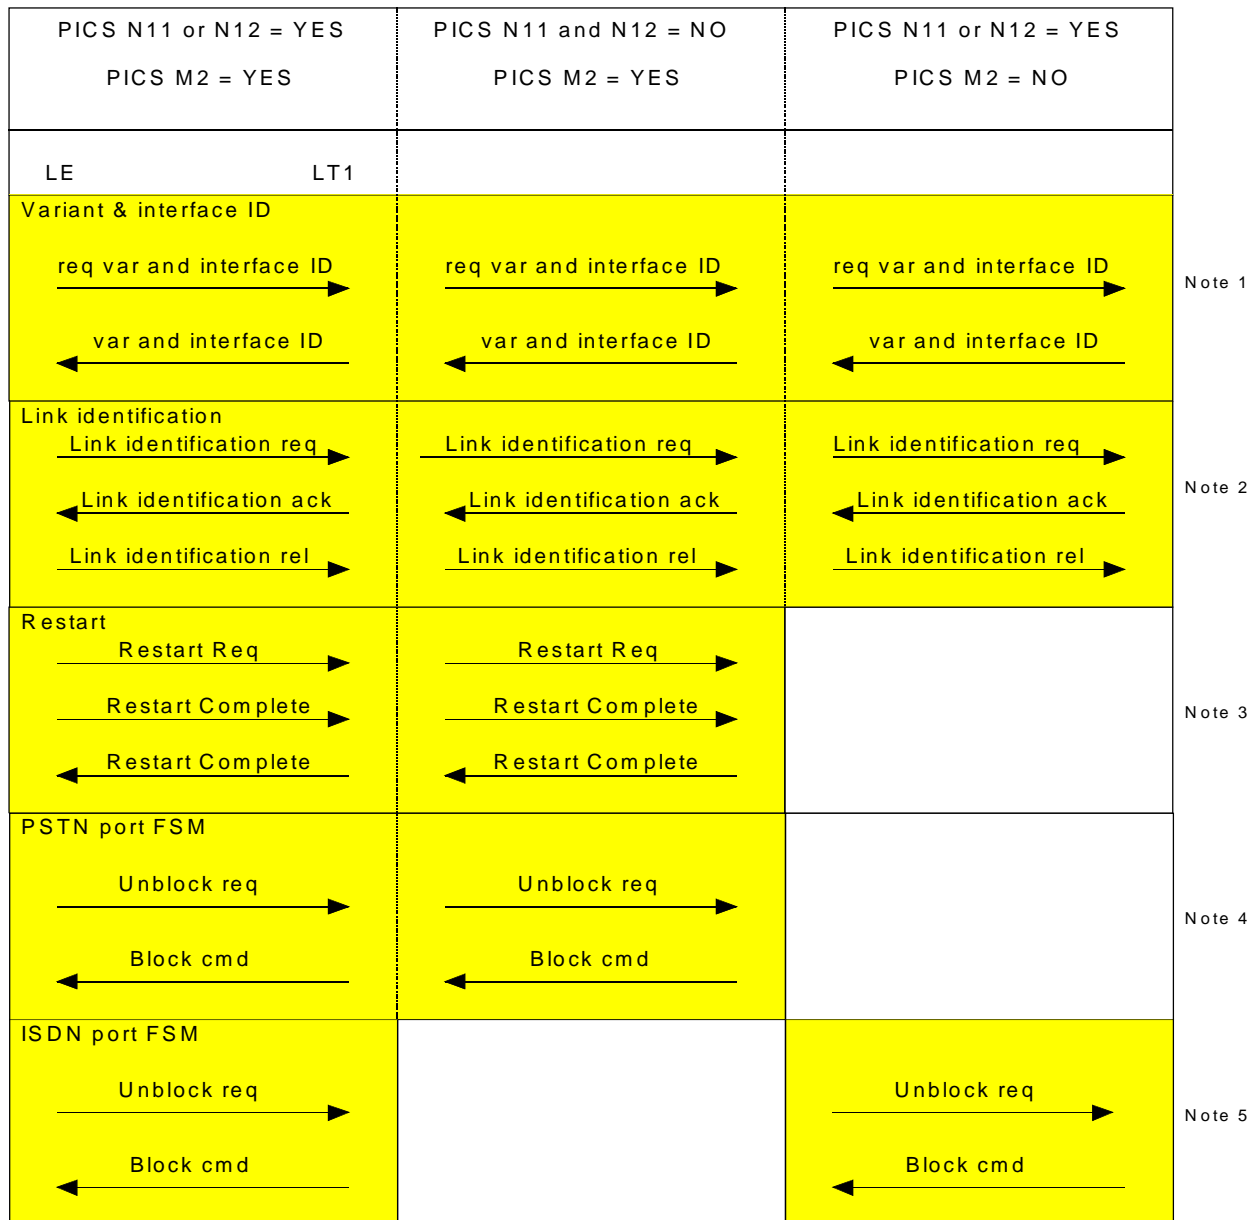 PICS N11 or N12 = YES PICS N11 and N12 = NO PICS N11 or N12 = YES
PICS M2 = YES PICS M2 = YES PICS M2 = NO
LE LT1
Variant & interface ID
req var and interface ID req var and interface ID req var and interface ID
Note 1
var and interface ID var and interface ID var and interface ID
Link identification
Link identification req Link identification req Link identification req
Link identification ack Link identification ack Link identification ack
Note 2
Link identification rel Link identification rel Link identification rel
Restart
Restart Req Restart Req
Restart Complete Restart Complete
Note 3
Restart Complete Restart Complete
PSTN port FSM
Unblock req Unblock req
Note 4
Block cmd Block cmd
ISDN port FSM
Unblock req Unblock req
Note 5
Block cmd Block cmd